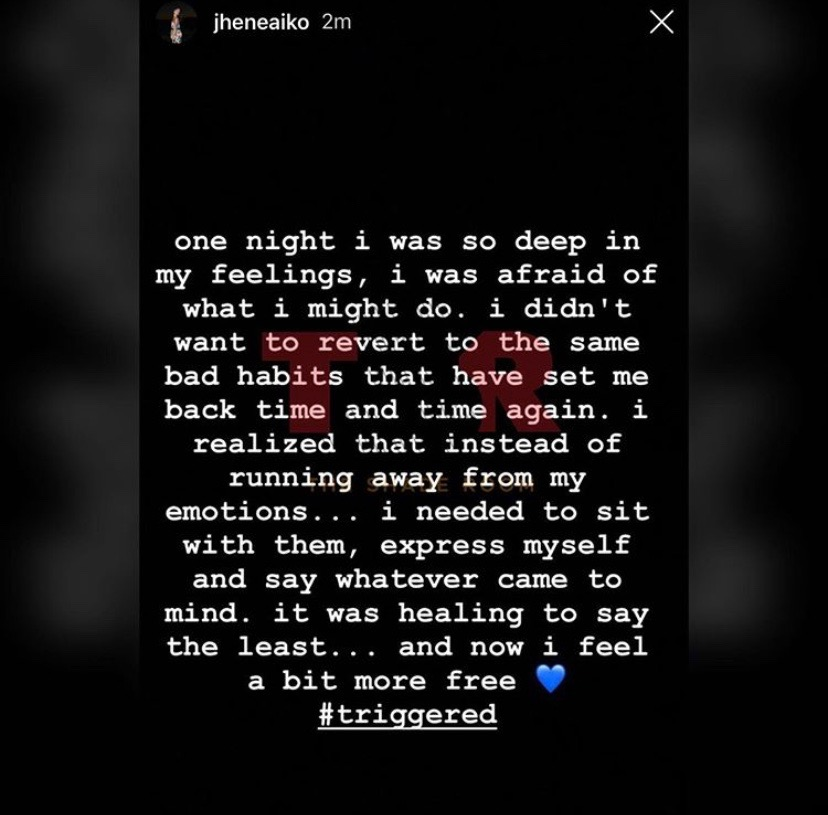 jheneaiko 2m
one night i was so deep in
my feelings, i was afraid of
what i might do. i didn't
want to revert to the same
bad habits that have set me
back time and time again. i
realized that instead of
running away from my
emotions... i needed to sit
with them, express myself
and say whatever came to
mind. it was healing to say
the least... and now i feel
a bit more free 💙
#triggered
TSR
THE SHADE ROOM